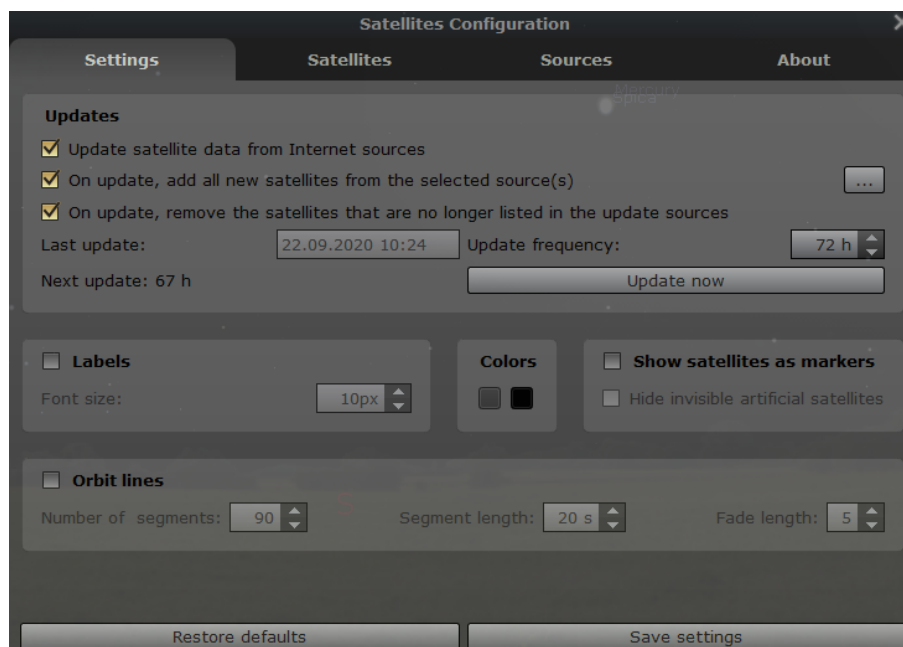 Satellites Configuration
Settings Satellites Sources About
Mercury
Spica
Updates
Update satellite data from Internet sources
On update, add all new satellites from the selected source(s) ...
On update, remove the satellites that are no longer listed in the update sources
Last update: 22.09.2020 10:24 Update frequency: 72 h
Next update: 67 h Update now
Labels Colors Show satellites as markers
Font size: 10px Hide invisible artificial satellites
Orbit lines
Number of segments: 90 Segment length: 20 s Fade length: 5
Restore defaults Save settings